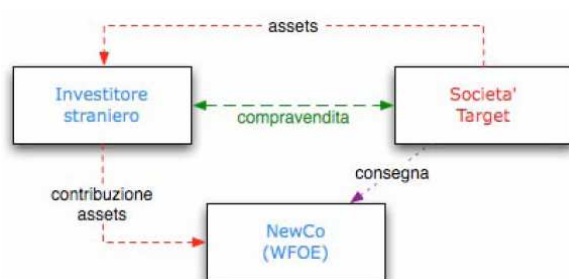 assets
Investitore
straniero
compravendita
Societa'
Target
contribuzione
assets
consegna
NewCo
(WFOE)